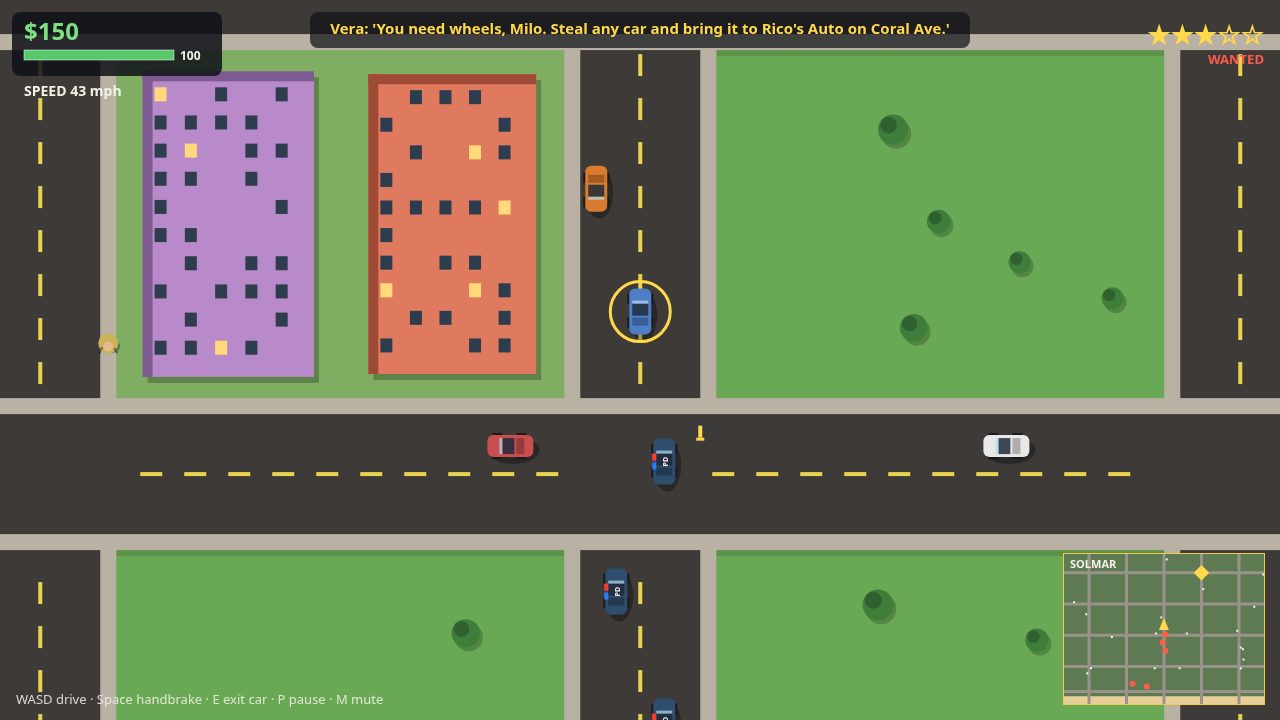 $150
Vera: 'You need wheels, Milo. Steal any car and bring it to Rico's Auto on Coral Ave.'
100
WANTED
SPEED 43 mph
PD
PD
PD
SOLMAR
WASD drive · Space handbrake · E exit car · P pause · M mute